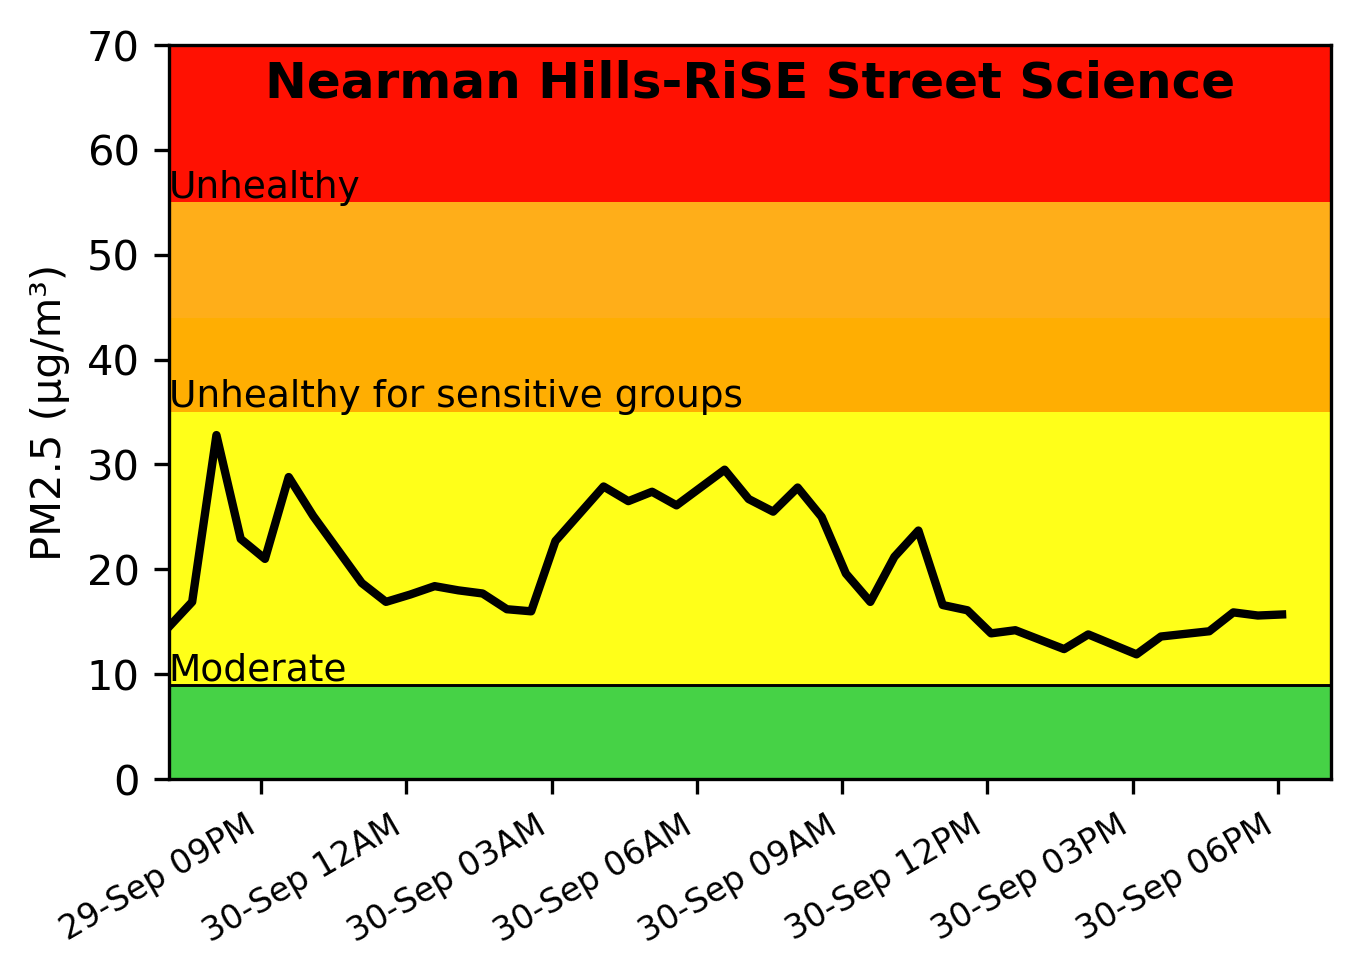 Nearman Hills-RiSE Street Science
70
60
50
40
30
20
10
0
PM2.5 (µg/m³)
Unhealthy
Unhealthy for sensitive groups
Moderate
29-Sep 09PM
30-Sep 12AM
30-Sep 03AM
30-Sep 06AM
30-Sep 09AM
30-Sep 12PM
30-Sep 03PM
30-Sep 06PM